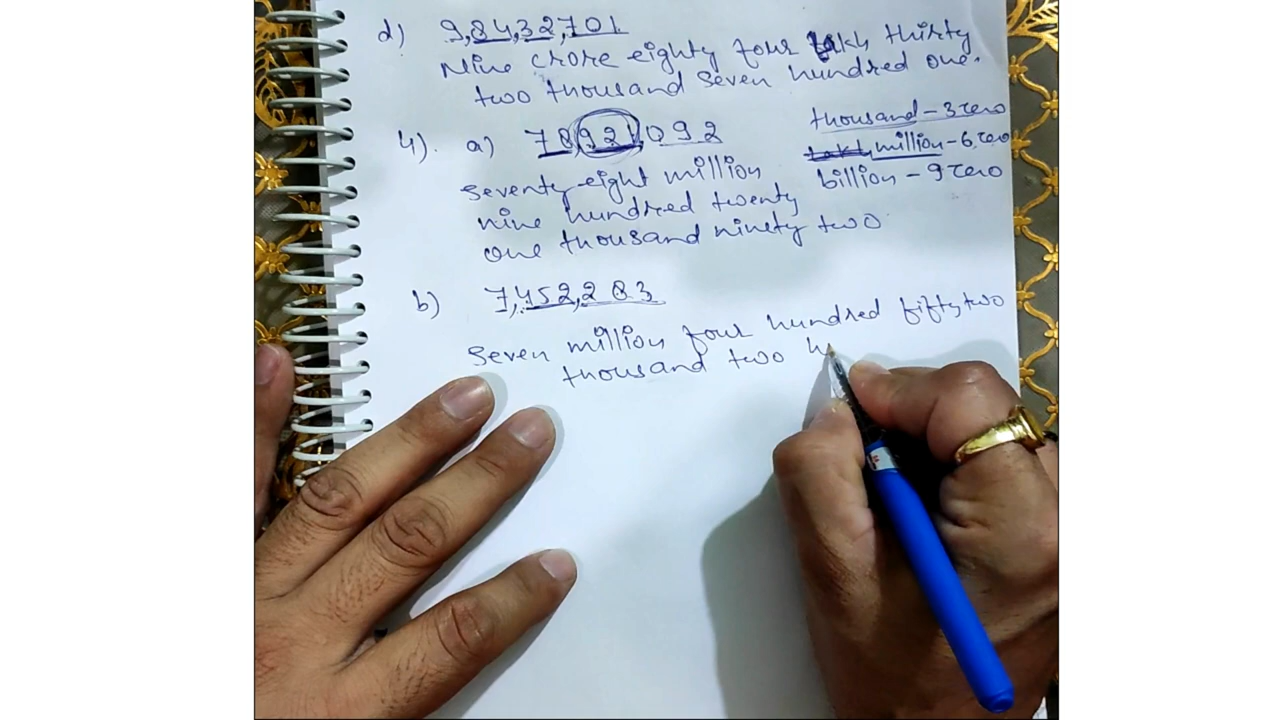 d) 9,84,32,701
Nine crore eighty four lakh thirty
two thousand seven hundred one.
4). a) 78,921,092
seventy-eight million
nine hundred twenty
one thousand ninety two
thousand - 3 zero
million - 6 zero
billion - 9 zero
b) 7,452,283
seven million four hundred fifty two
thousand two h